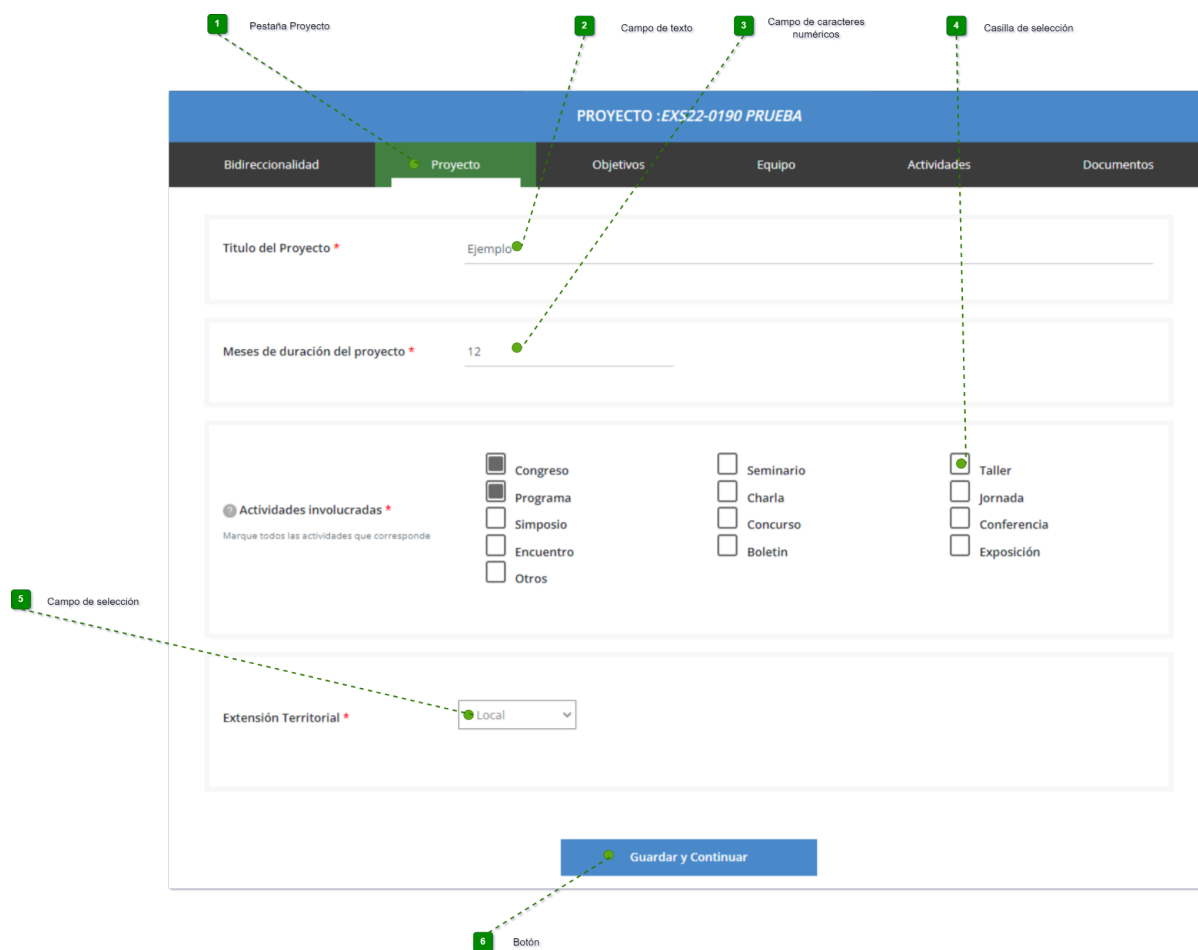 1 Pestaña Proyecto
2 Campo de texto
3 Campo de caracteres
numéricos
4 Casilla de selección
PROYECTO :EXS22-0190 PRUEBA
Bidireccionalidad Proyecto Objetivos Equipo Actividades Documentos
Titulo del Proyecto * Ejemplo
Meses de duración del proyecto * 12
Congreso Seminario Taller
Programa Charla Jornada
? Actividades involucradas *
Simposio Concurso Conferencia
Marque todos las actividades que corresponde
Encuentro Boletin Exposición
Otros
5 Campo de selección
Extensión Territorial * Local
Guardar y Continuar
6 Botón